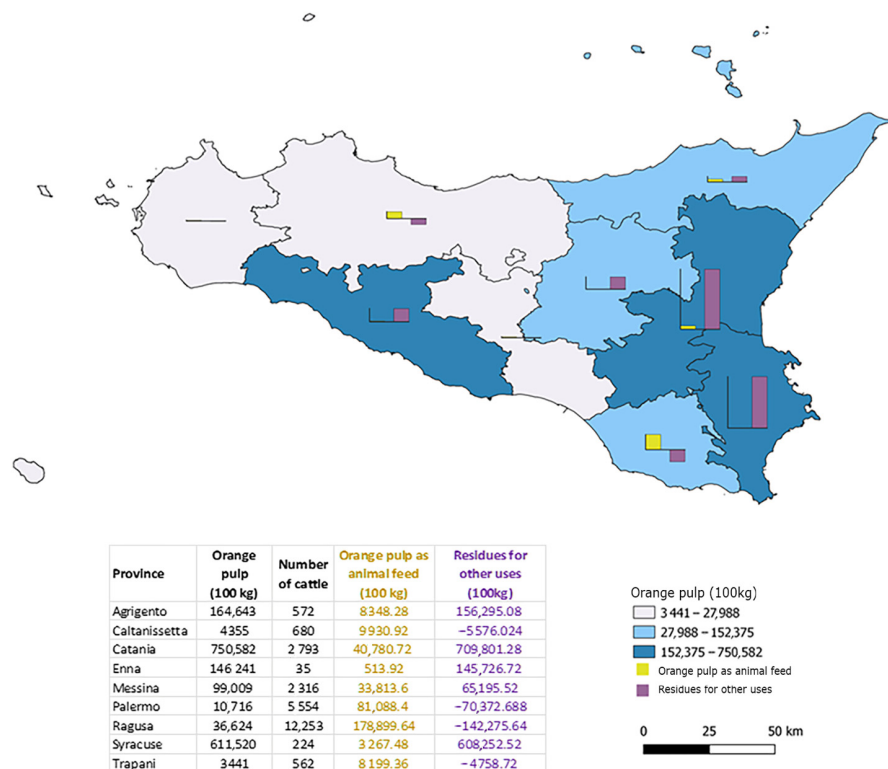 Province Orange pulp (100 kg) Number of cattle Orange pulp as animal feed (100 kg) Residues for other uses (100kg)
Agrigento 164,643 572 8348.28 156,295.08
Caltanissetta 4355 680 9930.92 −5576.024
Catania 750,582 2 793 40,780.72 709,801.28
Enna 146 241 35 513.92 145,726.72
Messina 99,009 2 316 33,813.6 65,195.52
Palermo 10,716 5 554 81,088.4 −70,372.688
Ragusa 36,624 12,253 178,899.64 −142,275.64
Syracuse 611,520 224 3 267.48 608,252.52
Trapani 3441 562 8 199.36 −4758.72
Orange pulp (100kg)
3 441 – 27,988
27,988 – 152,375
152,375 – 750,582
Orange pulp as animal feed
Residues for other uses
0 25 50 km